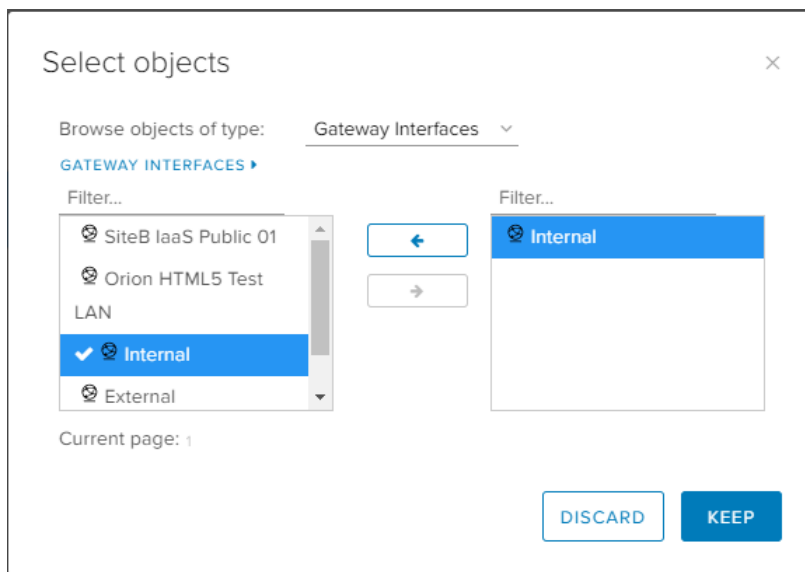 Select objects
Browse objects of type:
Gateway Interfaces
GATEWAY INTERFACES
Filter...
SiteB IaaS Public 01
Orion HTML5 Test
LAN
Internal
External
Filter...
Internal
Current page: 1
DISCARD
KEEP